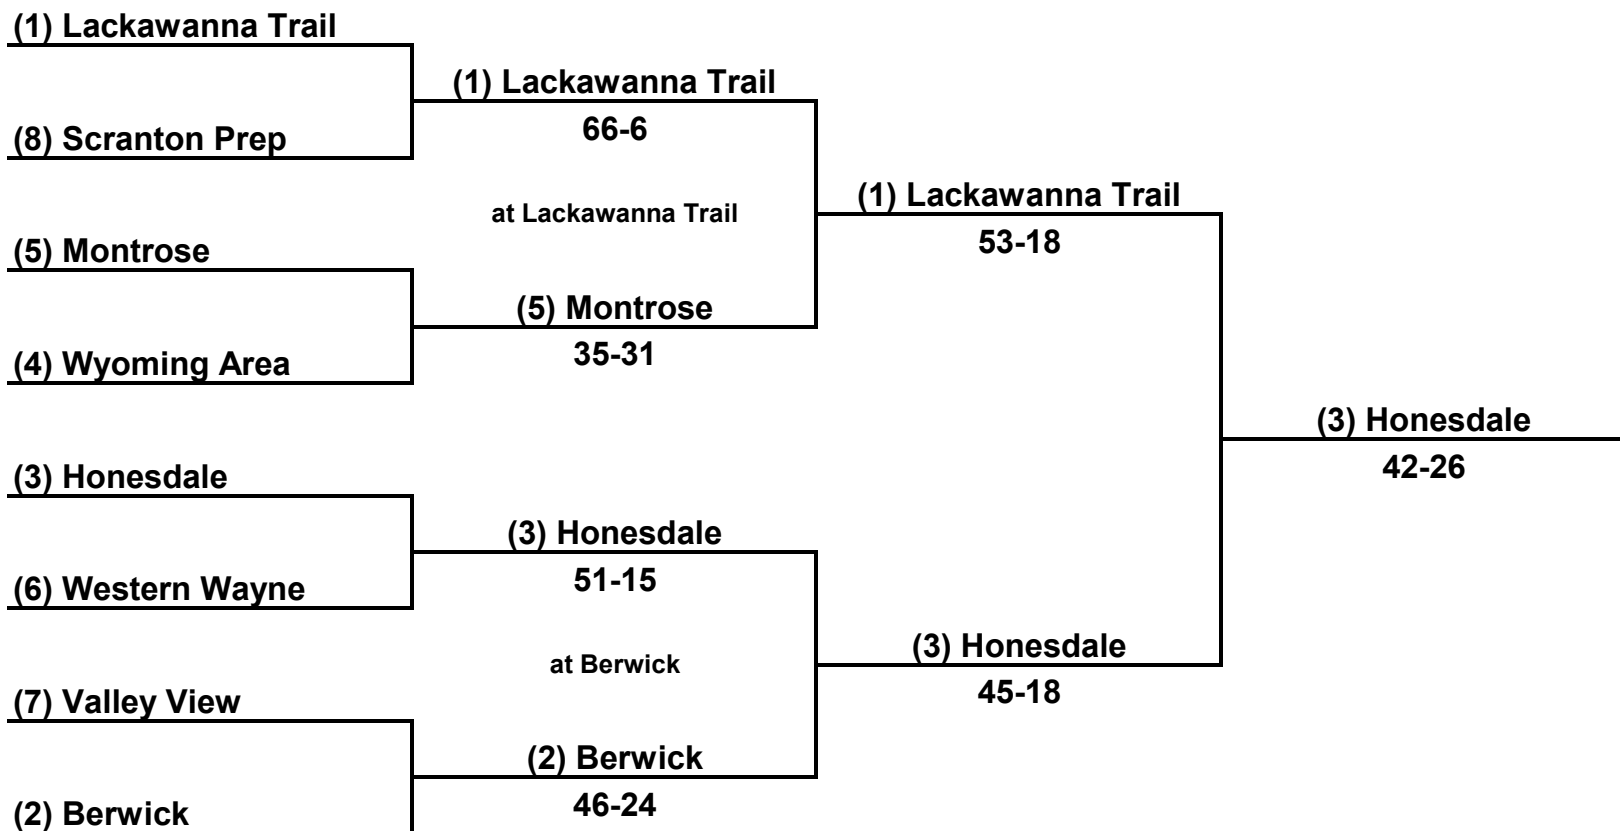 (1) Lackawanna Trail
(1) Lackawanna Trail
66-6
(8) Scranton Prep
(1) Lackawanna Trail
53-18
at Lackawanna Trail
(5) Montrose
(5) Montrose
35-31
(4) Wyoming Area
(3) Honesdale
42-26
(3) Honesdale
(3) Honesdale
51-15
(6) Western Wayne
(3) Honesdale
45-18
at Berwick
(7) Valley View
(2) Berwick
46-24
(2) Berwick